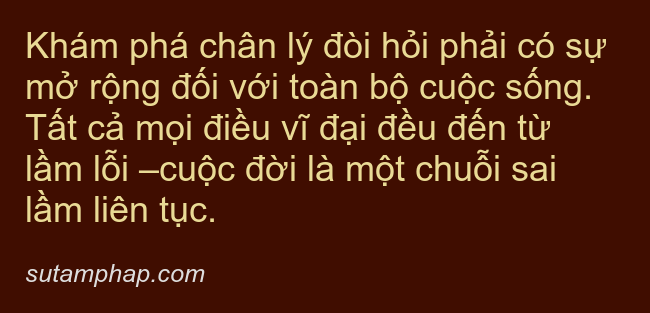 Khám phá chân lý đòi hỏi phải có sự
mở rộng đối với toàn bộ cuộc sống.
Tất cả mọi điều vĩ đại đều đến từ
lầm lỗi –cuộc đời là một chuỗi sai
lầm liên tục.
sutamphap.com